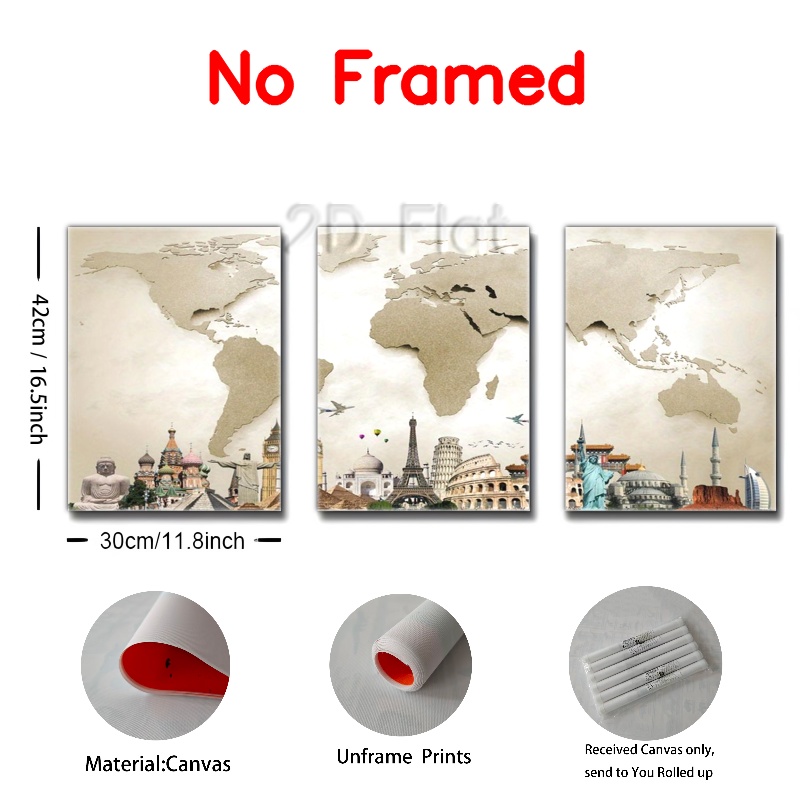 No Framed
2D Flat
42cm / 16.5inch
30cm/11.8inch
Material:Canvas
Unframe Prints
Received Canvas only,
send to You Rolled up